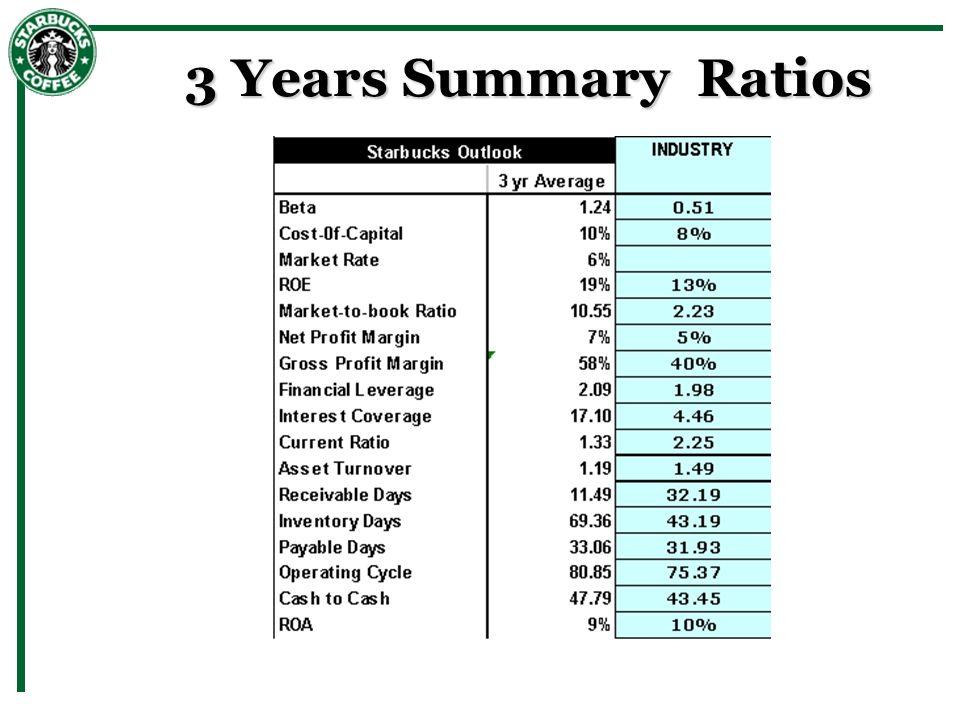 STARBUCKS
COFFEE
3 Years Summary Ratios
Starbucks Outlook INDUSTRY
3 yr Average
Beta 1.24 0.51
Cost-Of-Capital 10% 8%
Market Rate 6%
ROE 19% 13%
Market-to-book Ratio 10.55 2.23
Net Profit Margin 7% 5%
Gross Profit Margin 58% 40%
Financial Leverage 2.09 1.98
Interest Coverage 17.10 4.46
Current Ratio 1.33 2.25
Asset Turnover 1.19 1.49
Receivable Days 11.49 32.19
Inventory Days 69.36 43.19
Payable Days 33.06 31.93
Operating Cycle 80.85 75.37
Cash to Cash 47.79 43.45
ROA 9% 10%